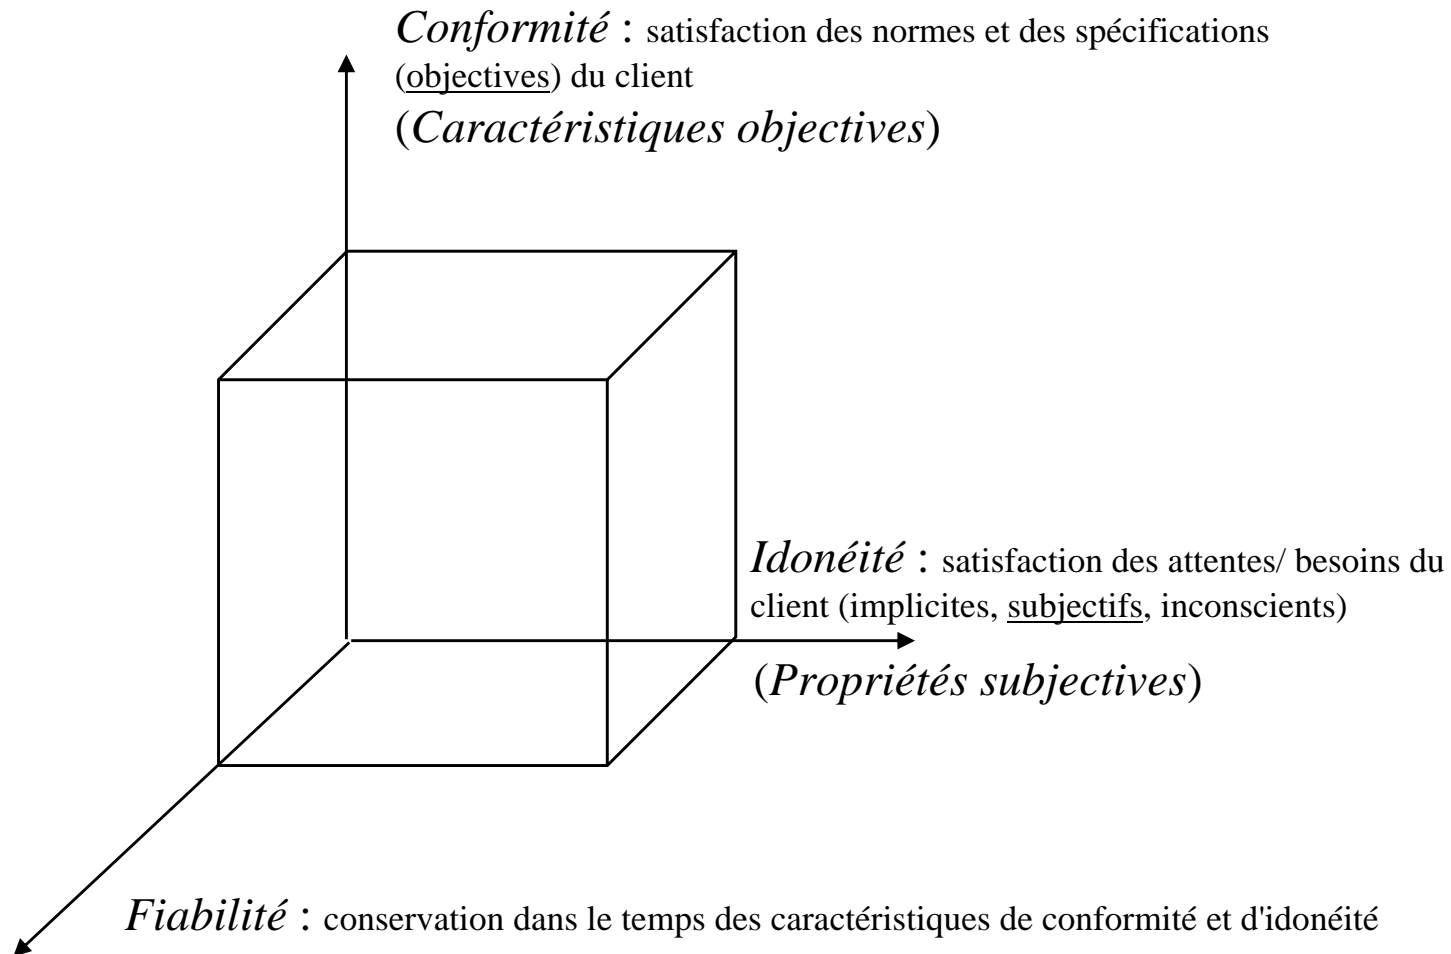 Conformité : satisfaction des normes et des spécifications
(objectives) du client
(Caractéristiques objectives)
Idonéité : satisfaction des attentes/ besoins du
client (implicites, subjectifs, inconscients)
(Propriétés subjectives)
Fiabilité : conservation dans le temps des caractéristiques de conformité et d'idonéité